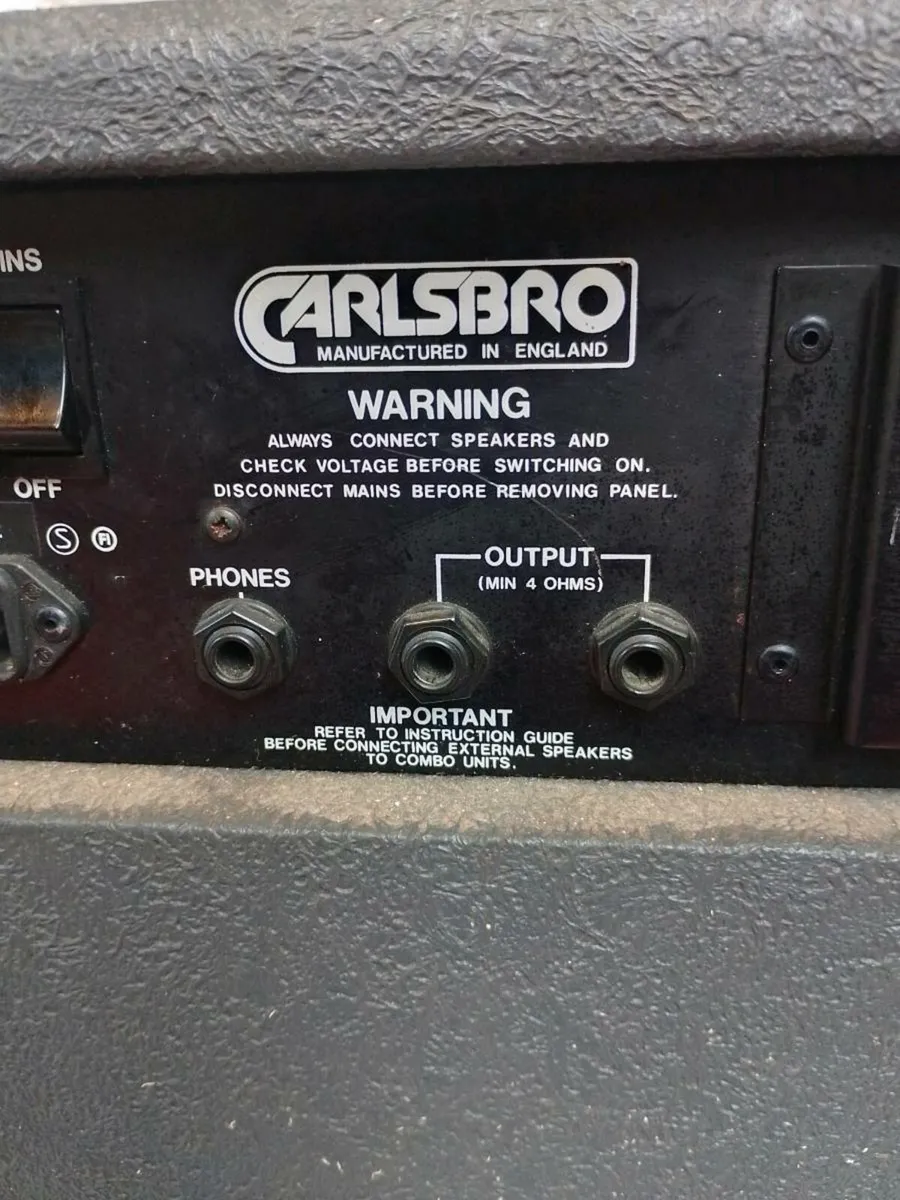 INS
CARLSBRO
MANUFACTURED IN ENGLAND
WARNING
ALWAYS CONNECT SPEAKERS AND
CHECK VOLTAGE BEFORE SWITCHING ON.
DISCONNECT MAINS BEFORE REMOVING PANEL.
OFF
S FI
PHONES
OUTPUT
(MIN 4 OHMS)
IMPORTANT
REFER TO INSTRUCTION GUIDE
BEFORE CONNECTING EXTERNAL SPEAKERS
TO COMBO UNITS.